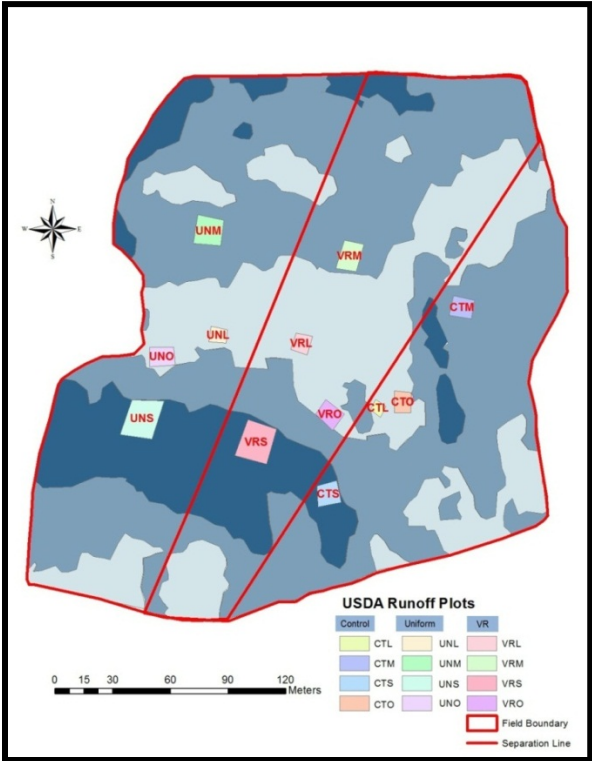 N
W E
S
UNM
VRM
CTM
UNL
VRL
UNO
CTO
CTL
VRO
UNS
VRS
CTS
USDA Runoff Plots
Control Uniform VR
CTL UNL VRL
CTM UNM VRM
CTS UNS VRS
CTO UNO VRO
Field Boundary
Separation Line
0 15 30 60 90 120
Meters